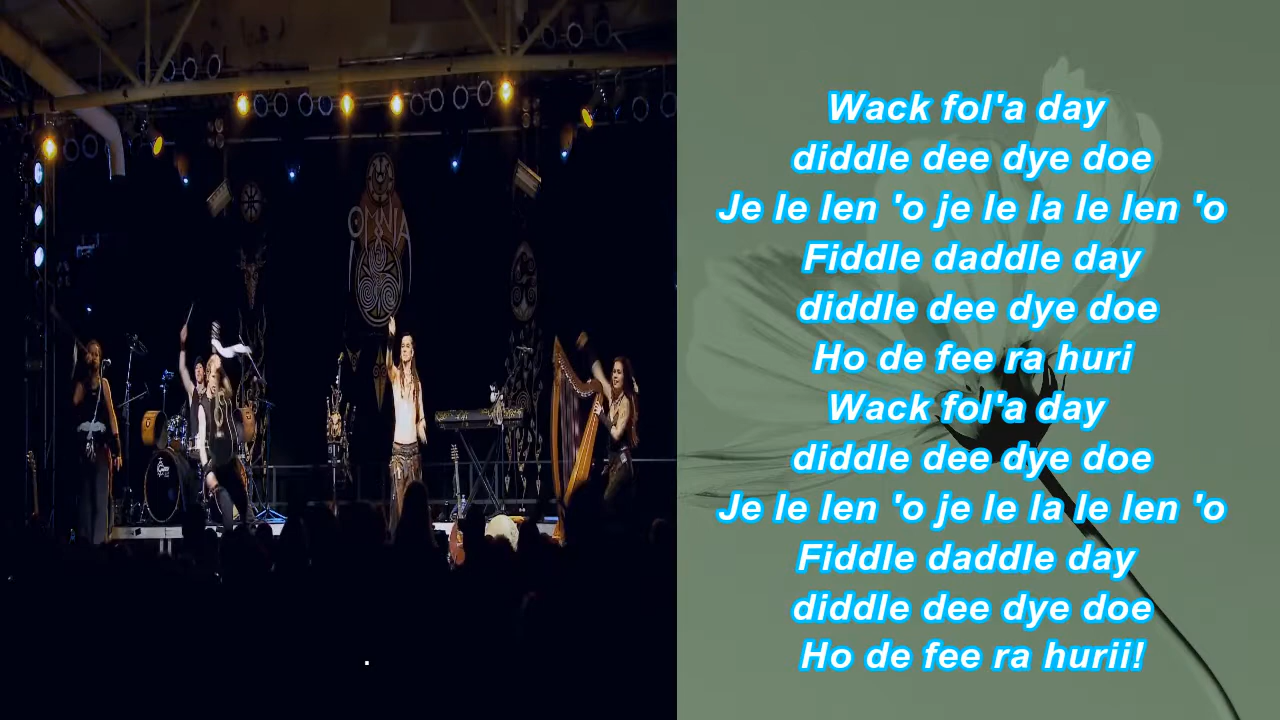 OMNIA
Wack fol'a day
diddle dee dye doe
Je le len 'o je le la le len 'o
Fiddle daddle day
diddle dee dye doe
Ho de fee ra huri
Wack fol'a day
diddle dee dye doe
Je le len 'o je le la le len 'o
Fiddle daddle day
diddle dee dye doe
Ho de fee ra hurii!